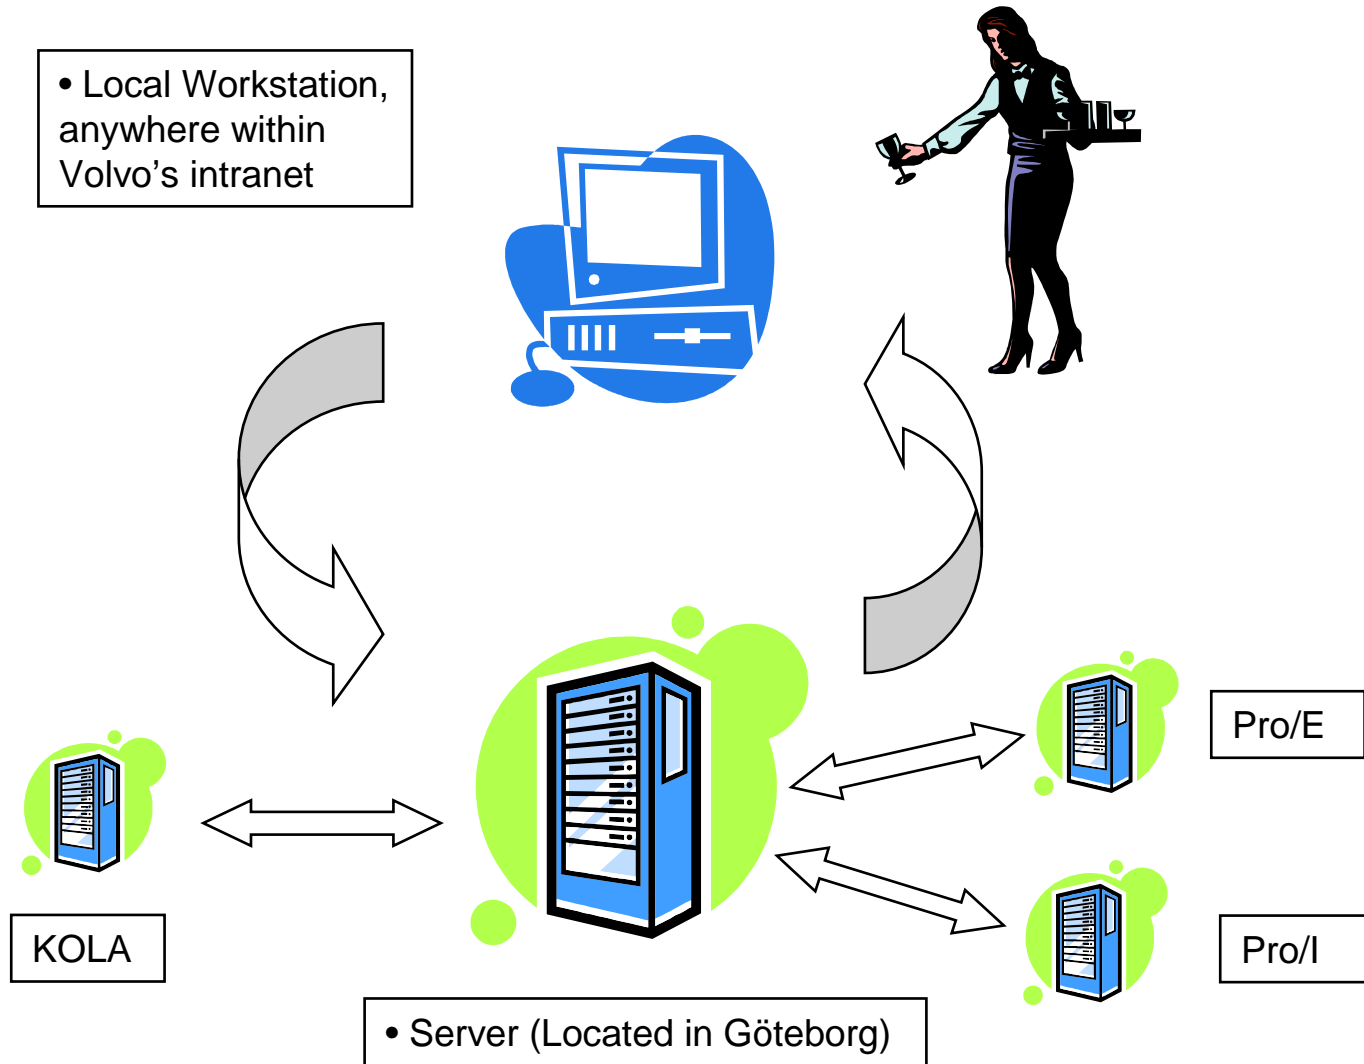 • Local Workstation,
anywhere within
Volvo's intranet
Pro/E
KOLA
Pro/I
• Server (Located in Göteborg)